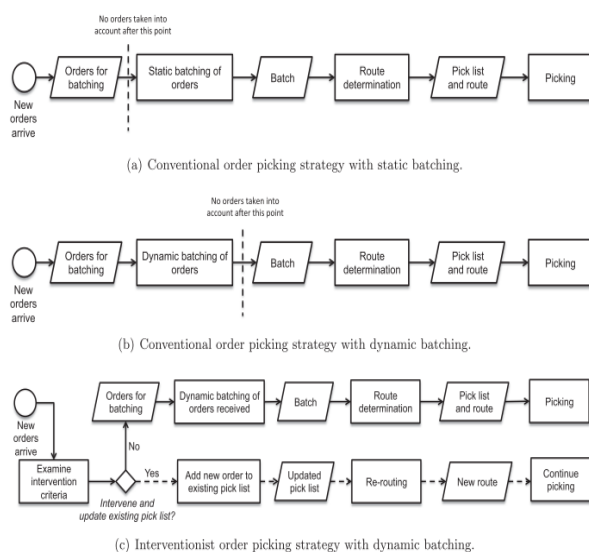 No orders taken into
account after this point
Orders for
batching
Static batching of
orders
Batch
Route
determination
Pick list
and route
Picking
New
orders
arrive
(a) Conventional order picking strategy with static batching.
No orders taken into
account after this point
Orders for
batching
Dynamic batching of
orders
Batch
Route
determination
Pick list
and route
Picking
New
orders
arrive
(b) Conventional order picking strategy with dynamic batching.
Orders for
batching
Dynamic batching of
orders received
Batch
Route
determination
Pick list
and route
Picking
New
orders
arrive
No
Examine
intervention
criteria
Yes
Add new order to
existing pick list
Updated
pick list
Re-routing
New route
Continue
picking
Intervene and
update existing pick list?
(c) Interventionist order picking strategy with dynamic batching.